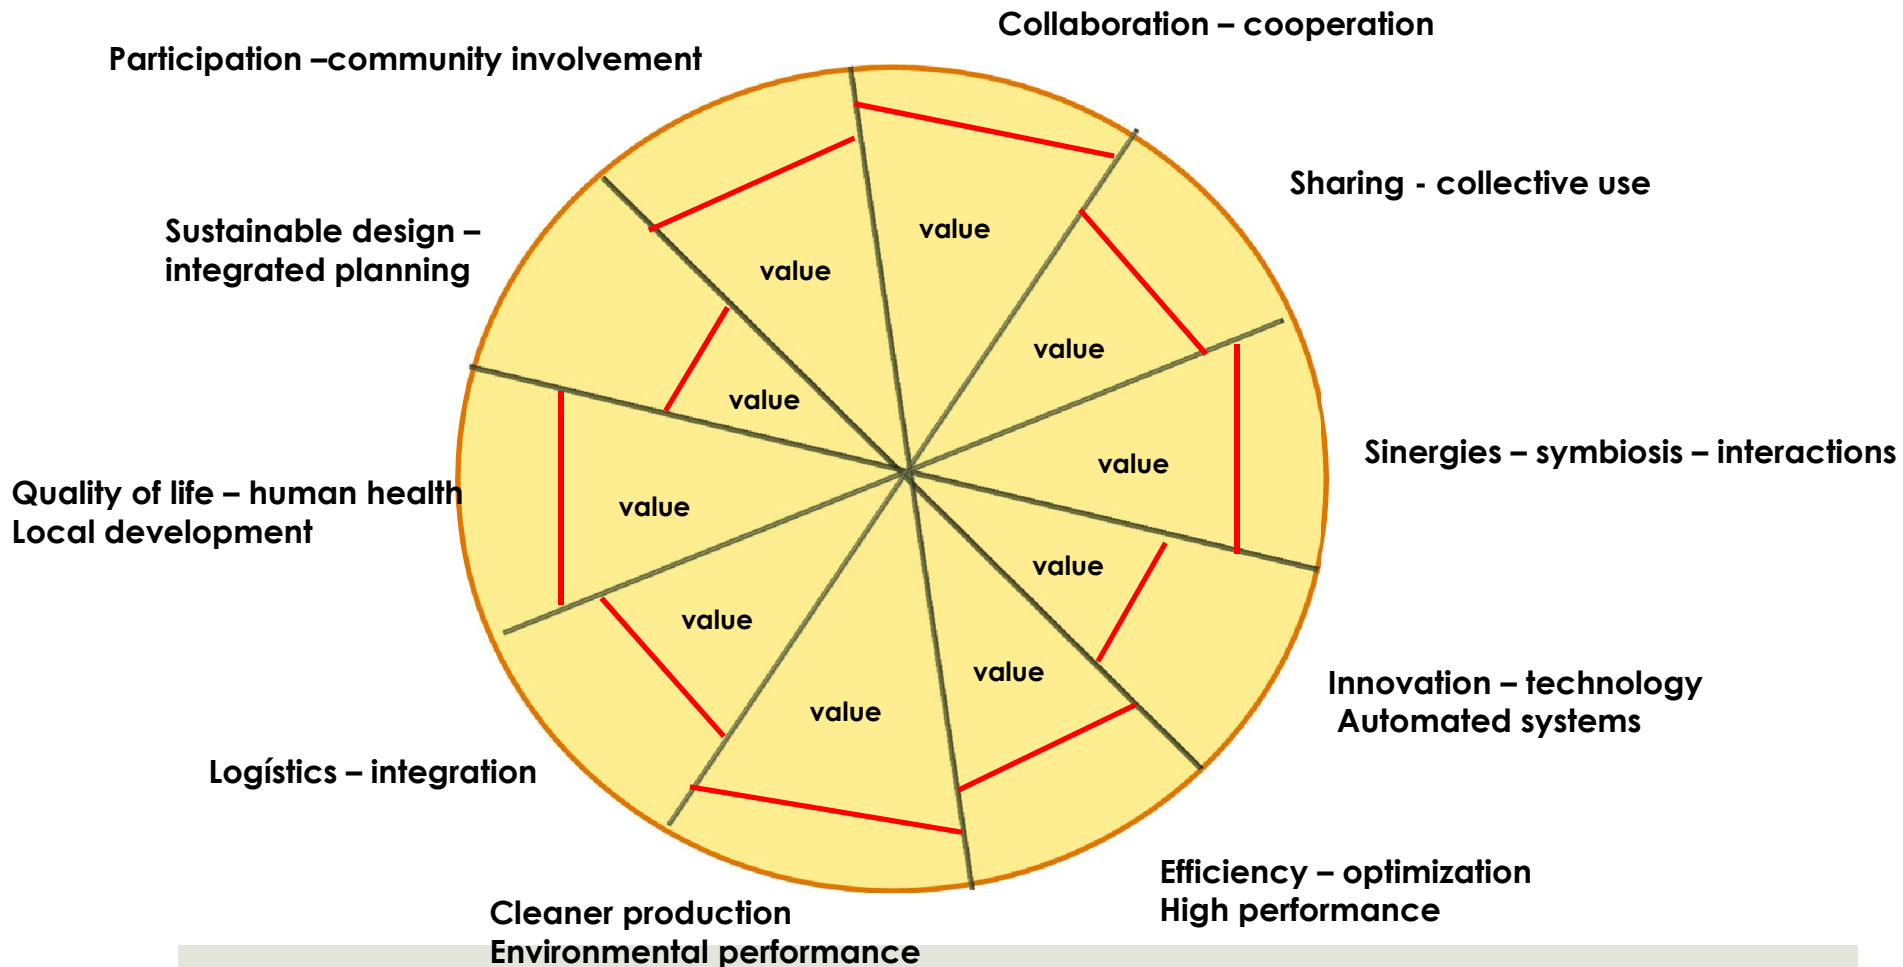 Collaboration – cooperation
Participation –community involvement
Sharing - collective use
Sustainable design –
integrated planning
value
value
value
value
Sinergies – symbiosis – interactions
value
Quality of life – human health
Local development
value
value
value
value
Innovation – technology
Automated systems
value
Logístics – integration
Efficiency – optimization
High performance
Cleaner production
Environmental performance